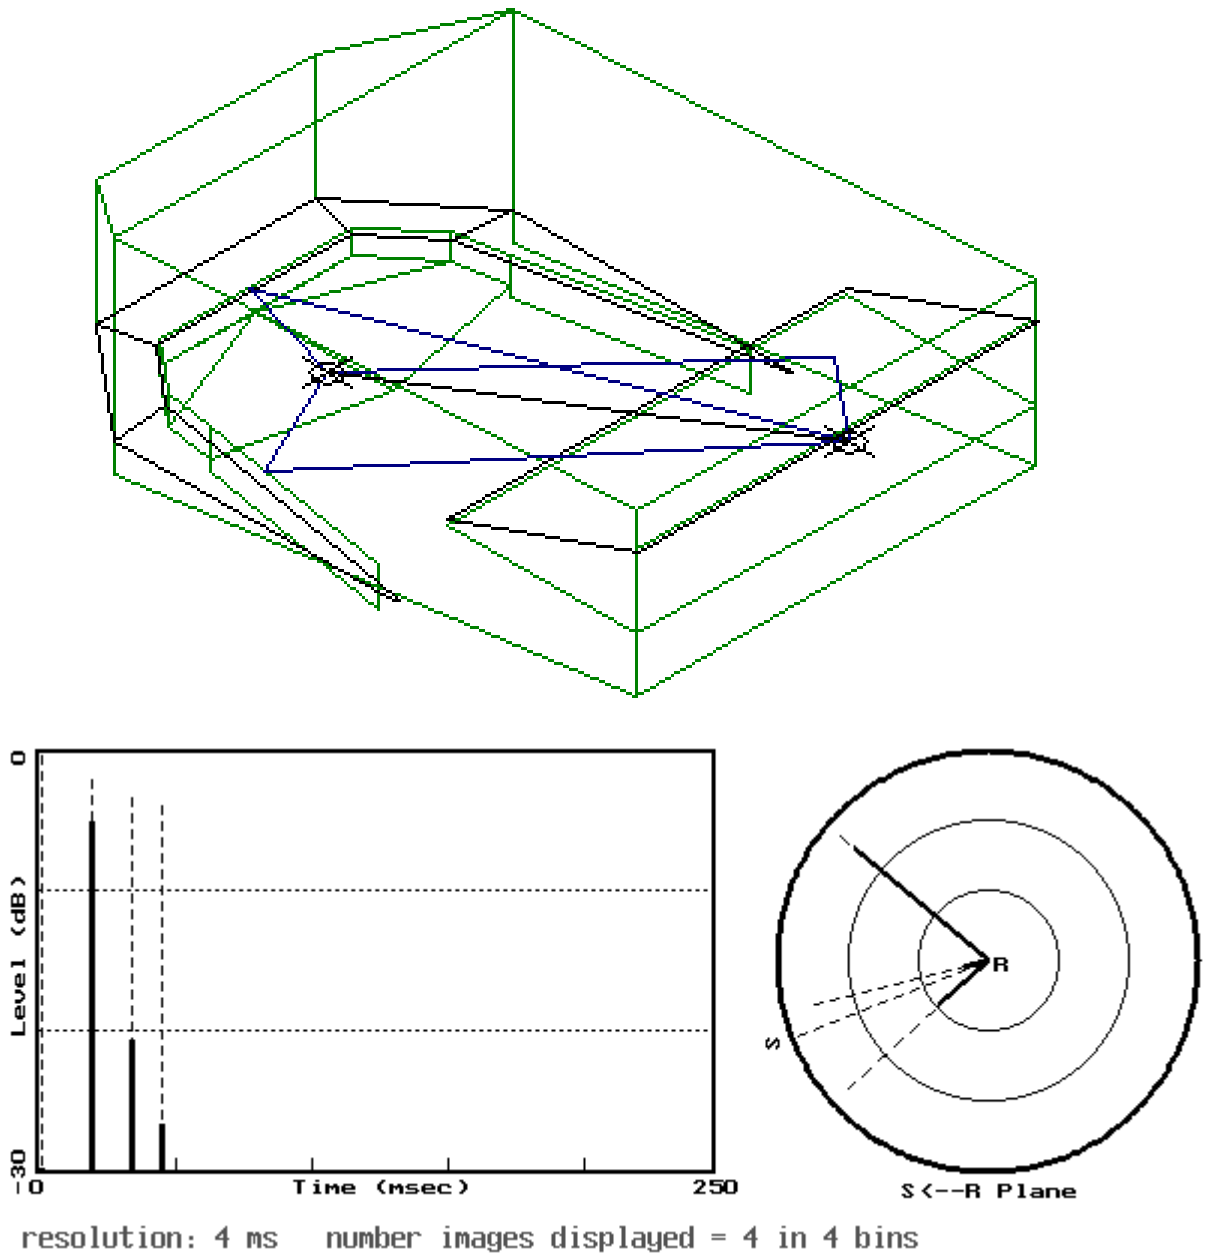 0
Level (dB)
-30
0
Time (msec)
250
R
S
S<--R Plane
resolution: 4 ms number images displayed = 4 in 4 bins